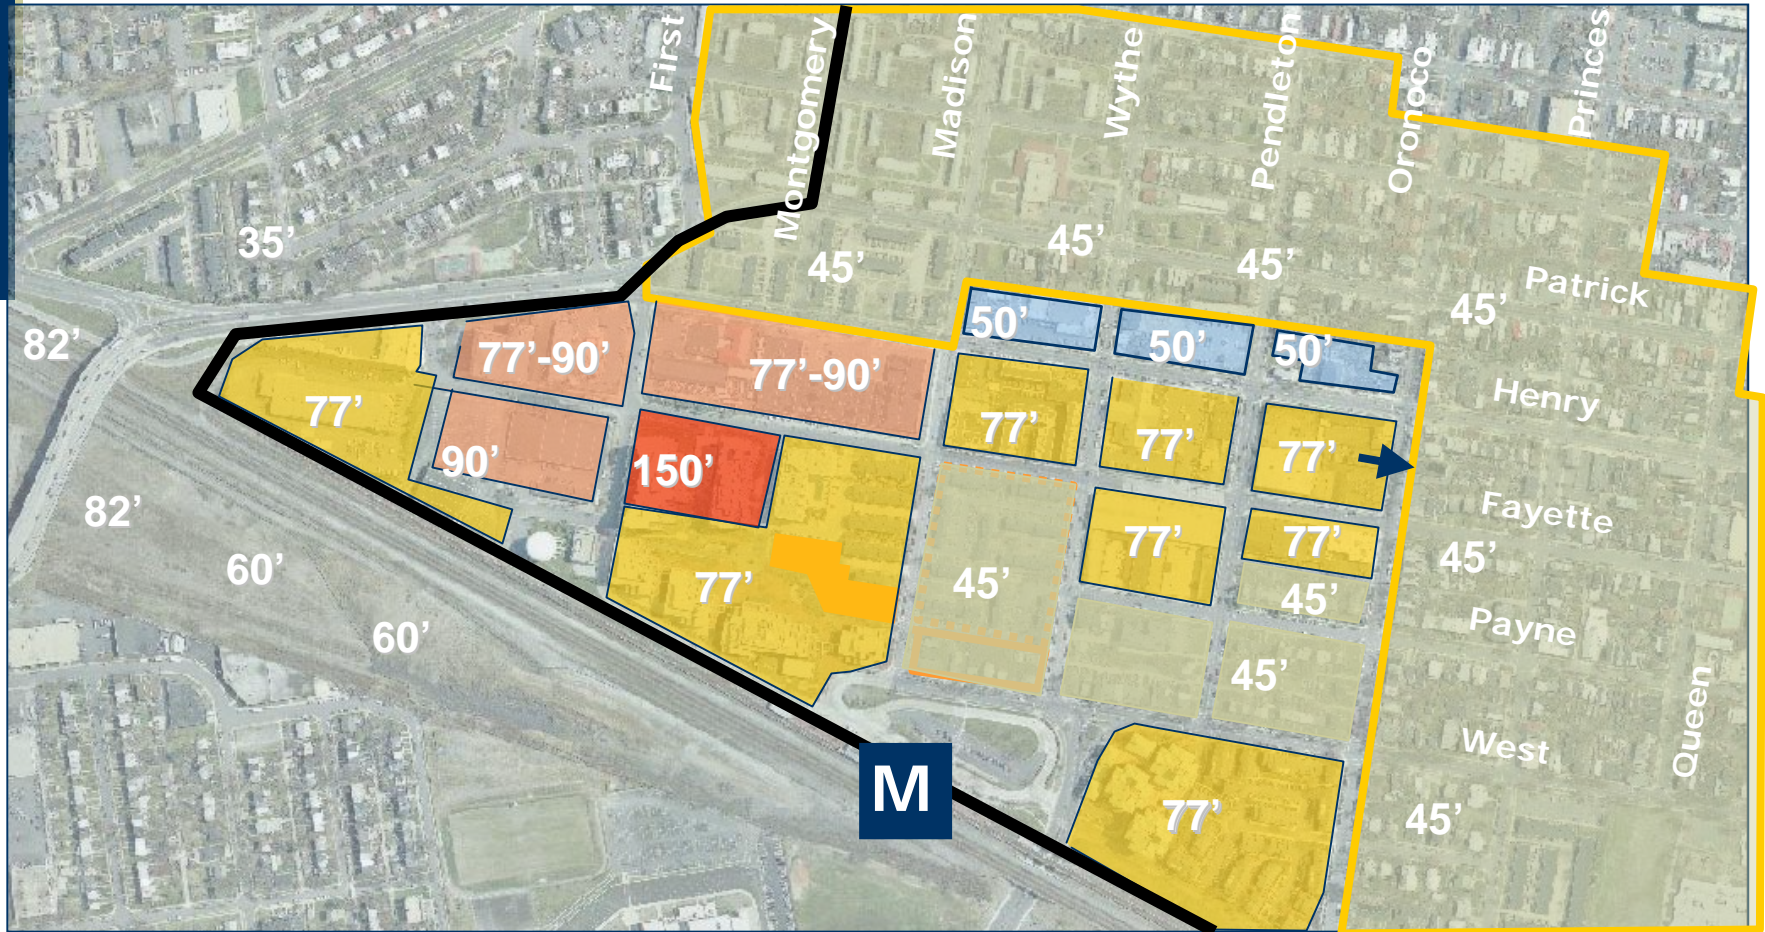 First
Montgomery
Madison
Wythe
Pendleton
Oronoco
Princes
35’
45’
45’
45’
45’
Patrick
82’
50’
50’
50’
77’-90’
77’-90’
77’
Henry
77’
77’
77’
90’
150’
82’
Fayette
77’
77’
45’
60’
77’
45’
45’
60’
Payne
45’
Queen
West
M
77’
45’